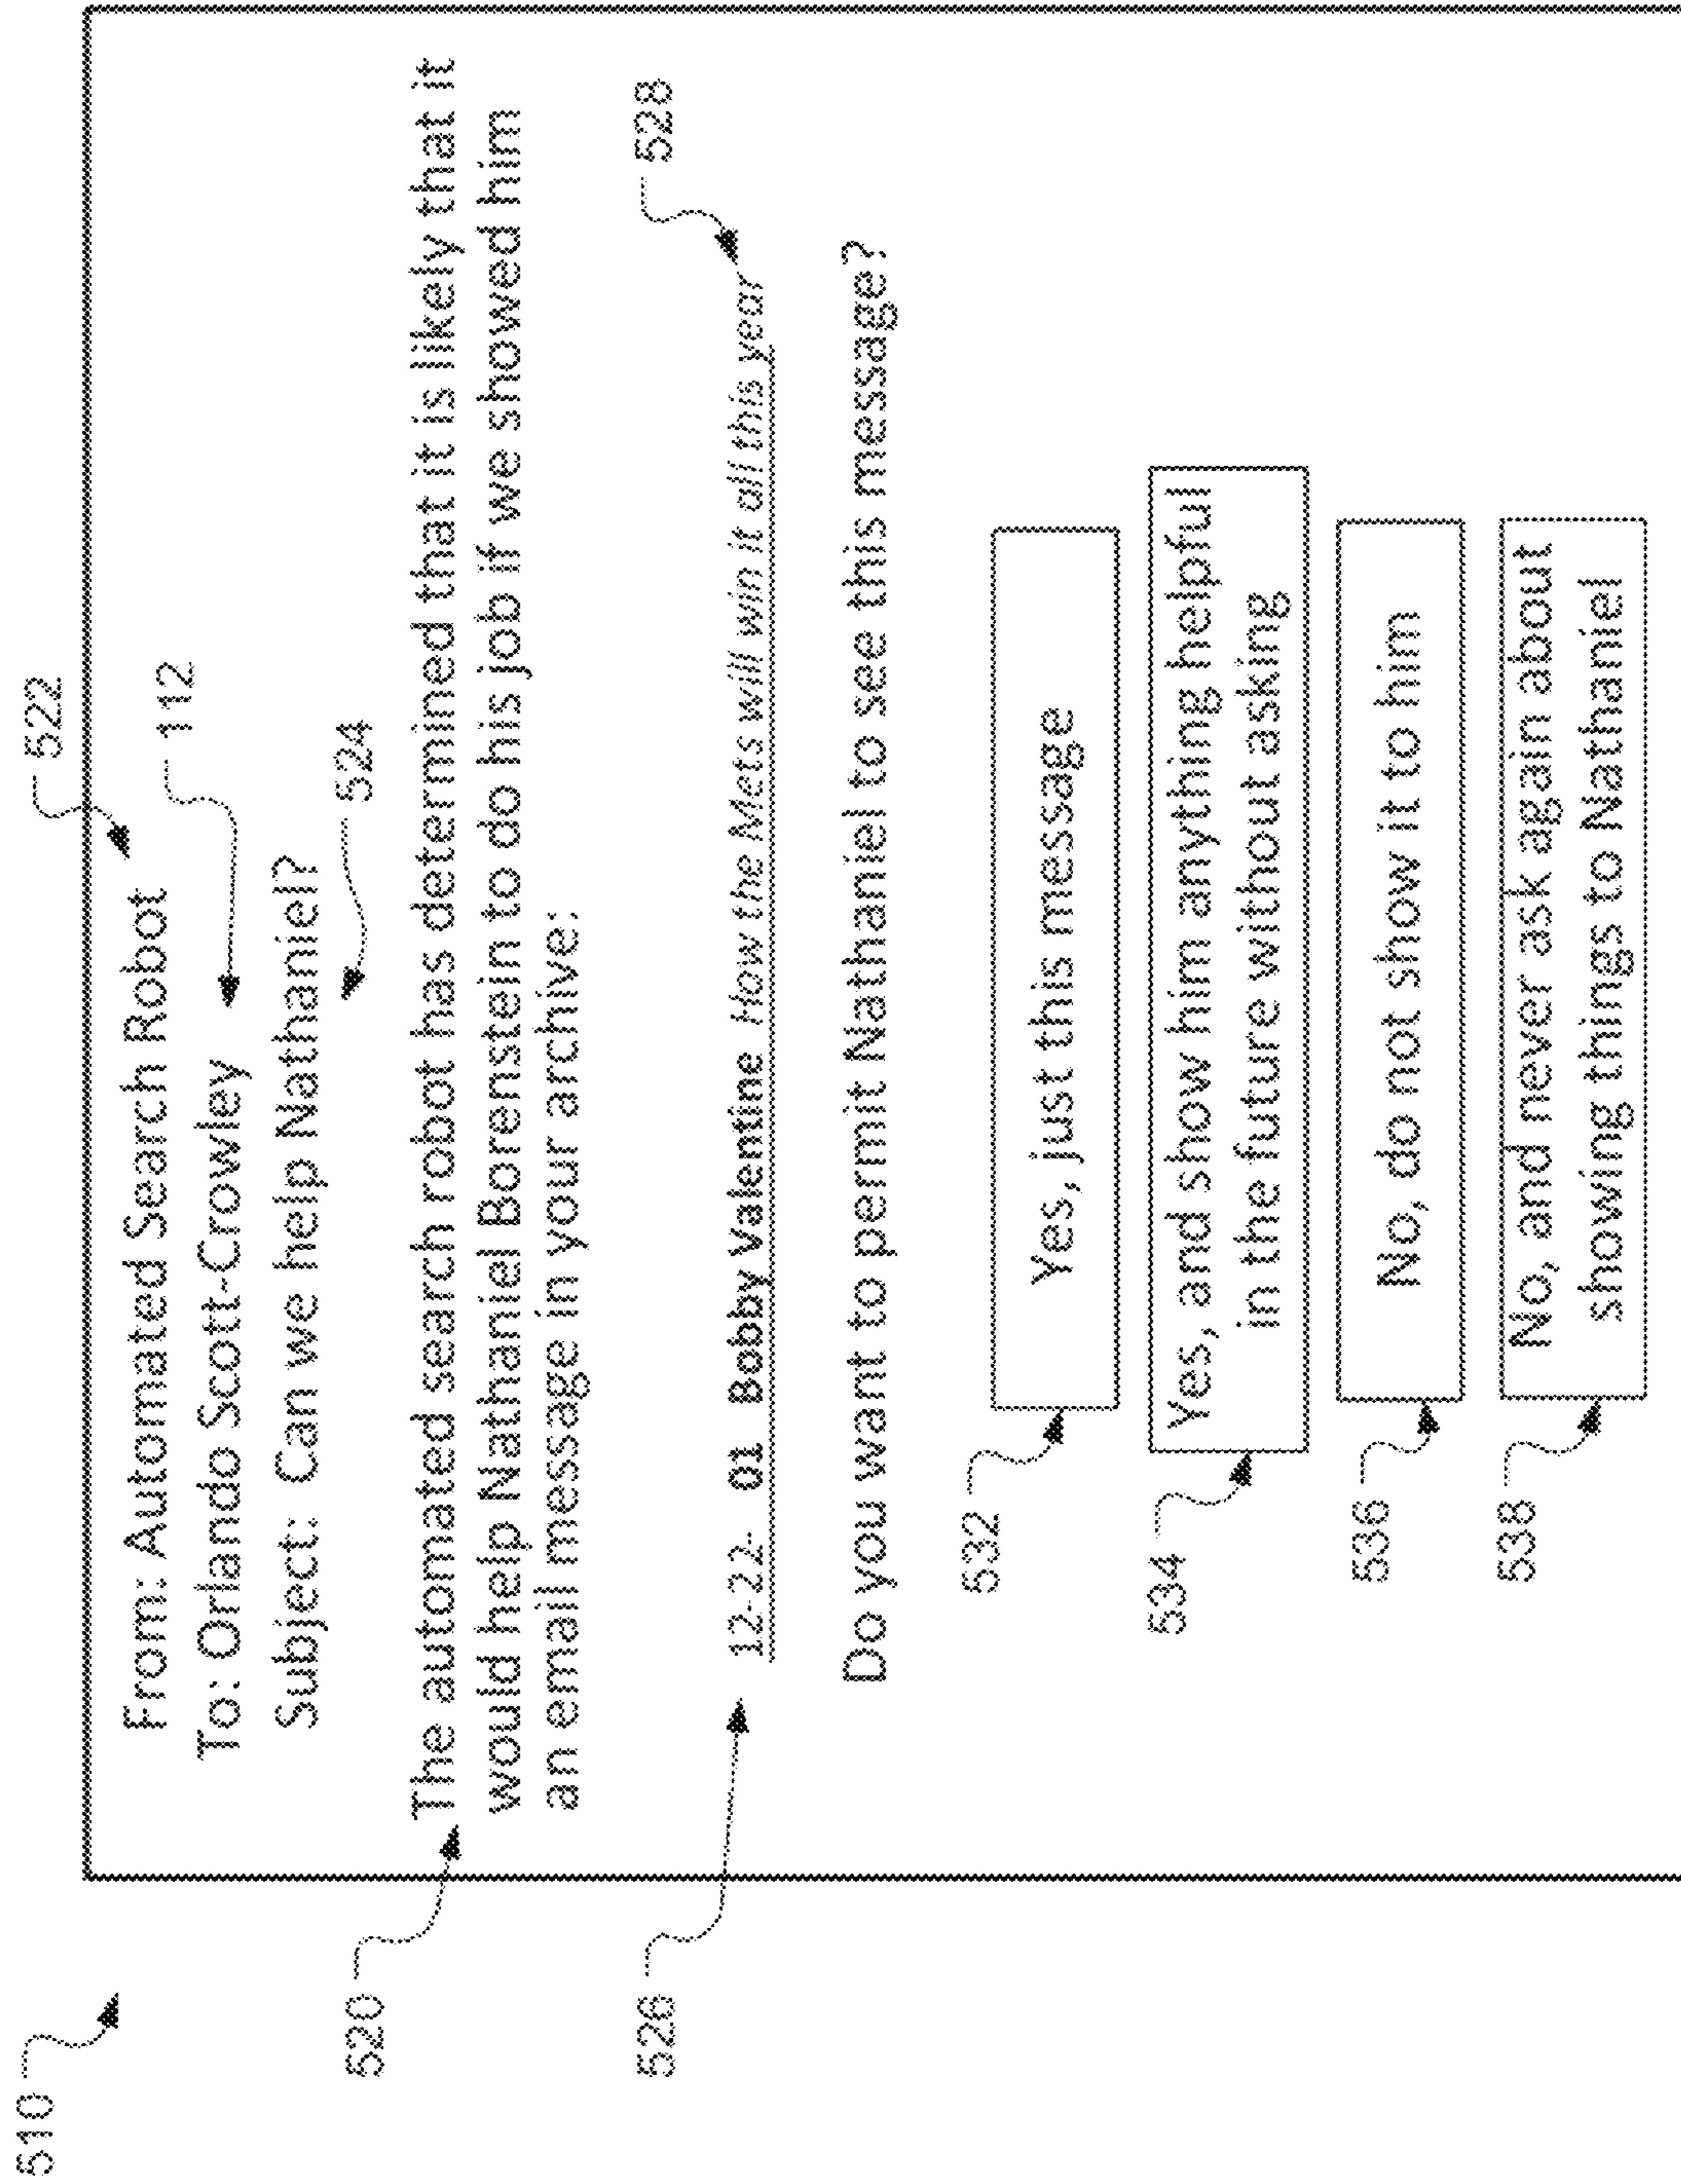 510
522
From: Automated Search Robot
112
To: Orlando Scott-Crowley
Subject: Can we help Nathaniel?
524
520
The automated search robot has determined that it is likely that it
would help Nathaniel Borenstein to do his job if we showed him
an email message in your archive:
526
528
12-22- 01 Bobby Valentine How the Mets will win it all this year
Do you want to permit Nathaniel to see this message?
532
Yes, just this message
534
Yes, and show him anything helpful
in the future without asking
536
No, do not show it to him
538
No, and never ask again about
showing things to Nathaniel